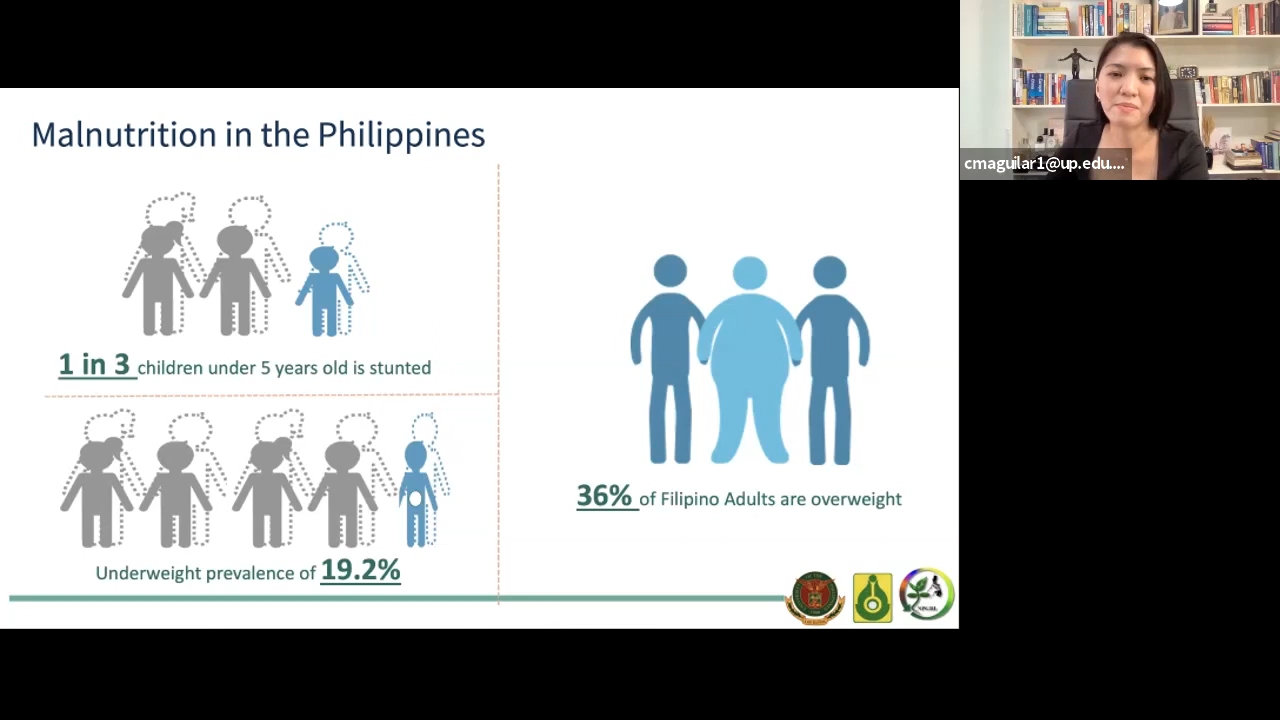 Malnutrition in the Philippines
1 in 3 children under 5 years old is stunted
Underweight prevalence of 19.2%
36% of Filipino Adults are overweight
cmaguilar1@up.edu....